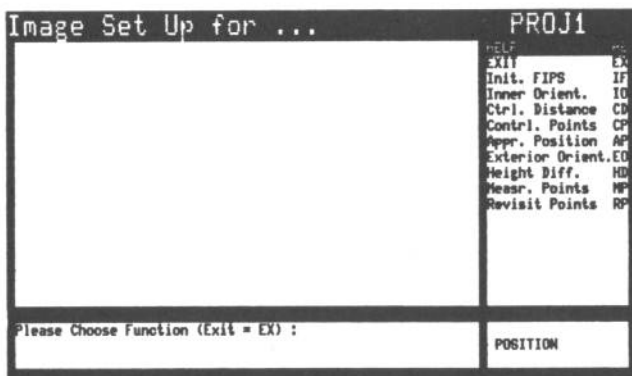 Image Set Up for ...
PROJ1
HELP HE
EXIT EX
Init. FIPS IF
Inner Orient. IO
Ctrl. Distance CD
Contrl. Points CP
Appr. Position AP
Exterior Orient. EO
Height Diff. HD
Measr. Points MP
Revisit Points RP
Please Choose Function (Exit = EX) :
POSITION